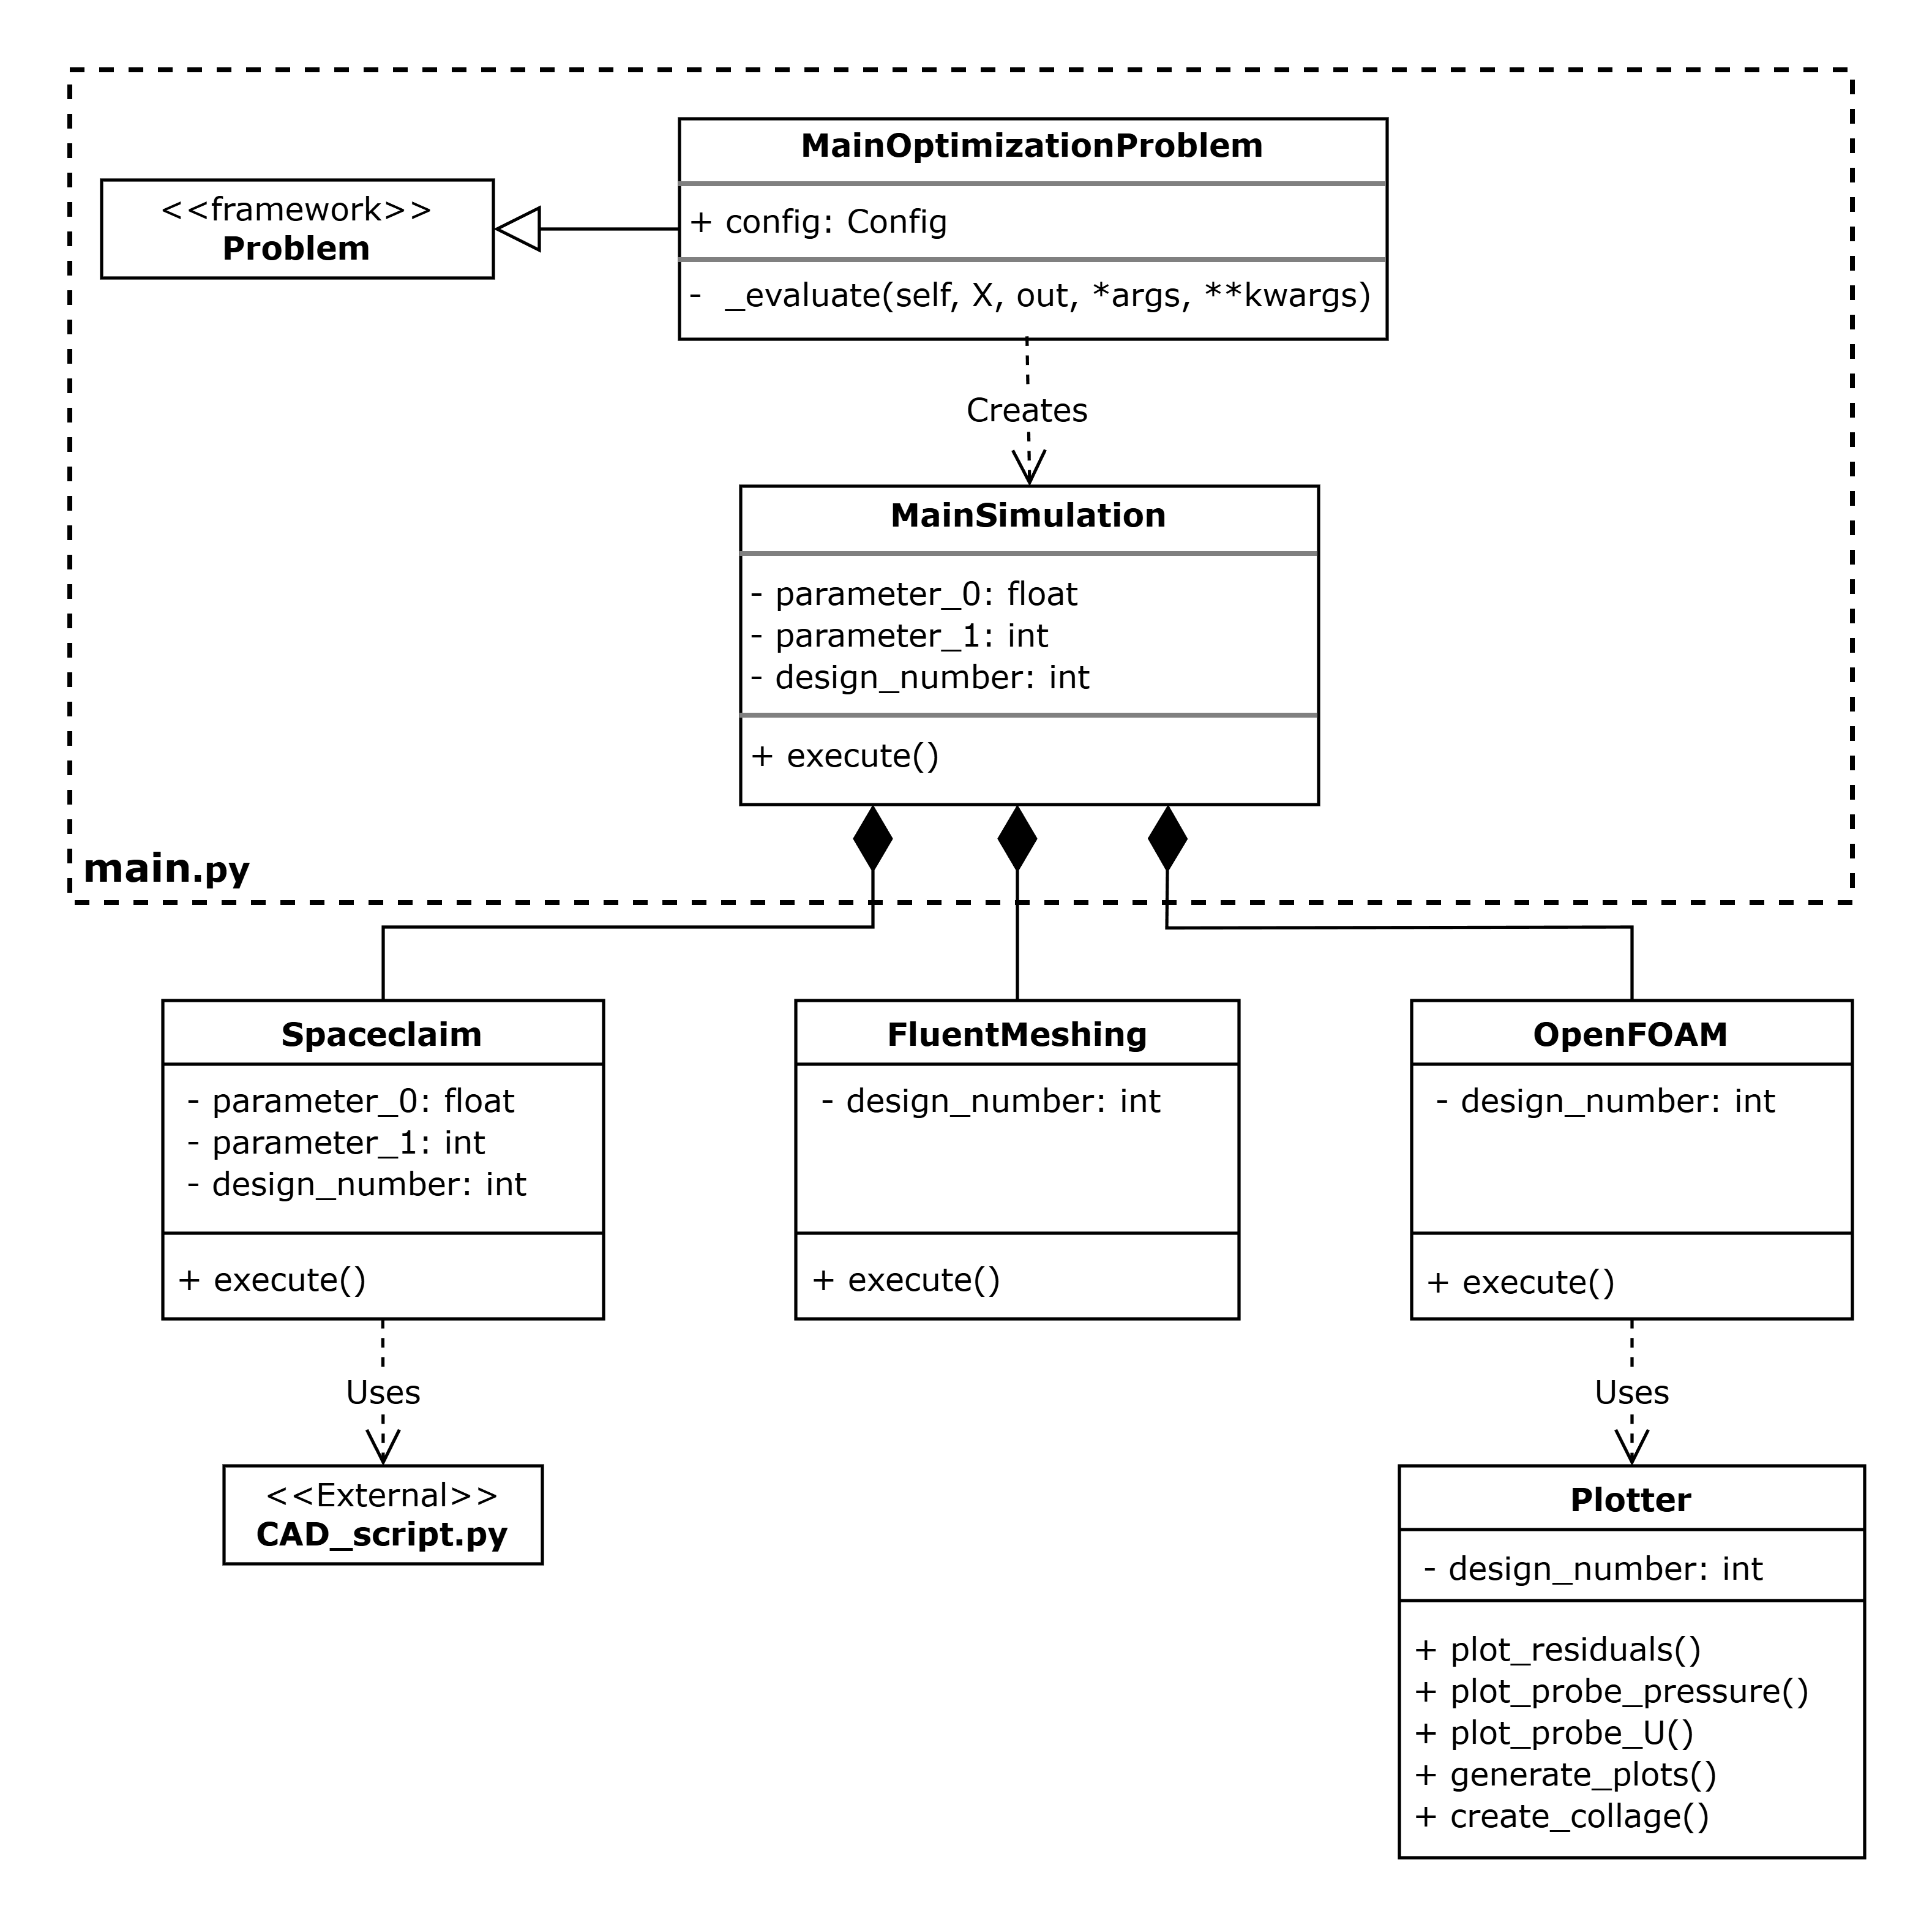 MainOptimizationProblem
+ config: Config
-  _evaluate(self, X, out, *args, **kwargs)
<<framework>>
Problem
Creates
MainSimulation
- parameter_0: float
- parameter_1: int
- design_number: int
+ execute()
main.py
Spaceclaim
- parameter_0: float
- parameter_1: int
- design_number: int
+ execute()
FluentMeshing
- design_number: int
+ execute()
OpenFOAM
- design_number: int
+ execute()
Uses
<<External>>
CAD_script.py
Uses
Plotter
- design_number: int
+ plot_residuals()
+ plot_probe_pressure()
+ plot_probe_U()
+ generate_plots()
+ create_collage()